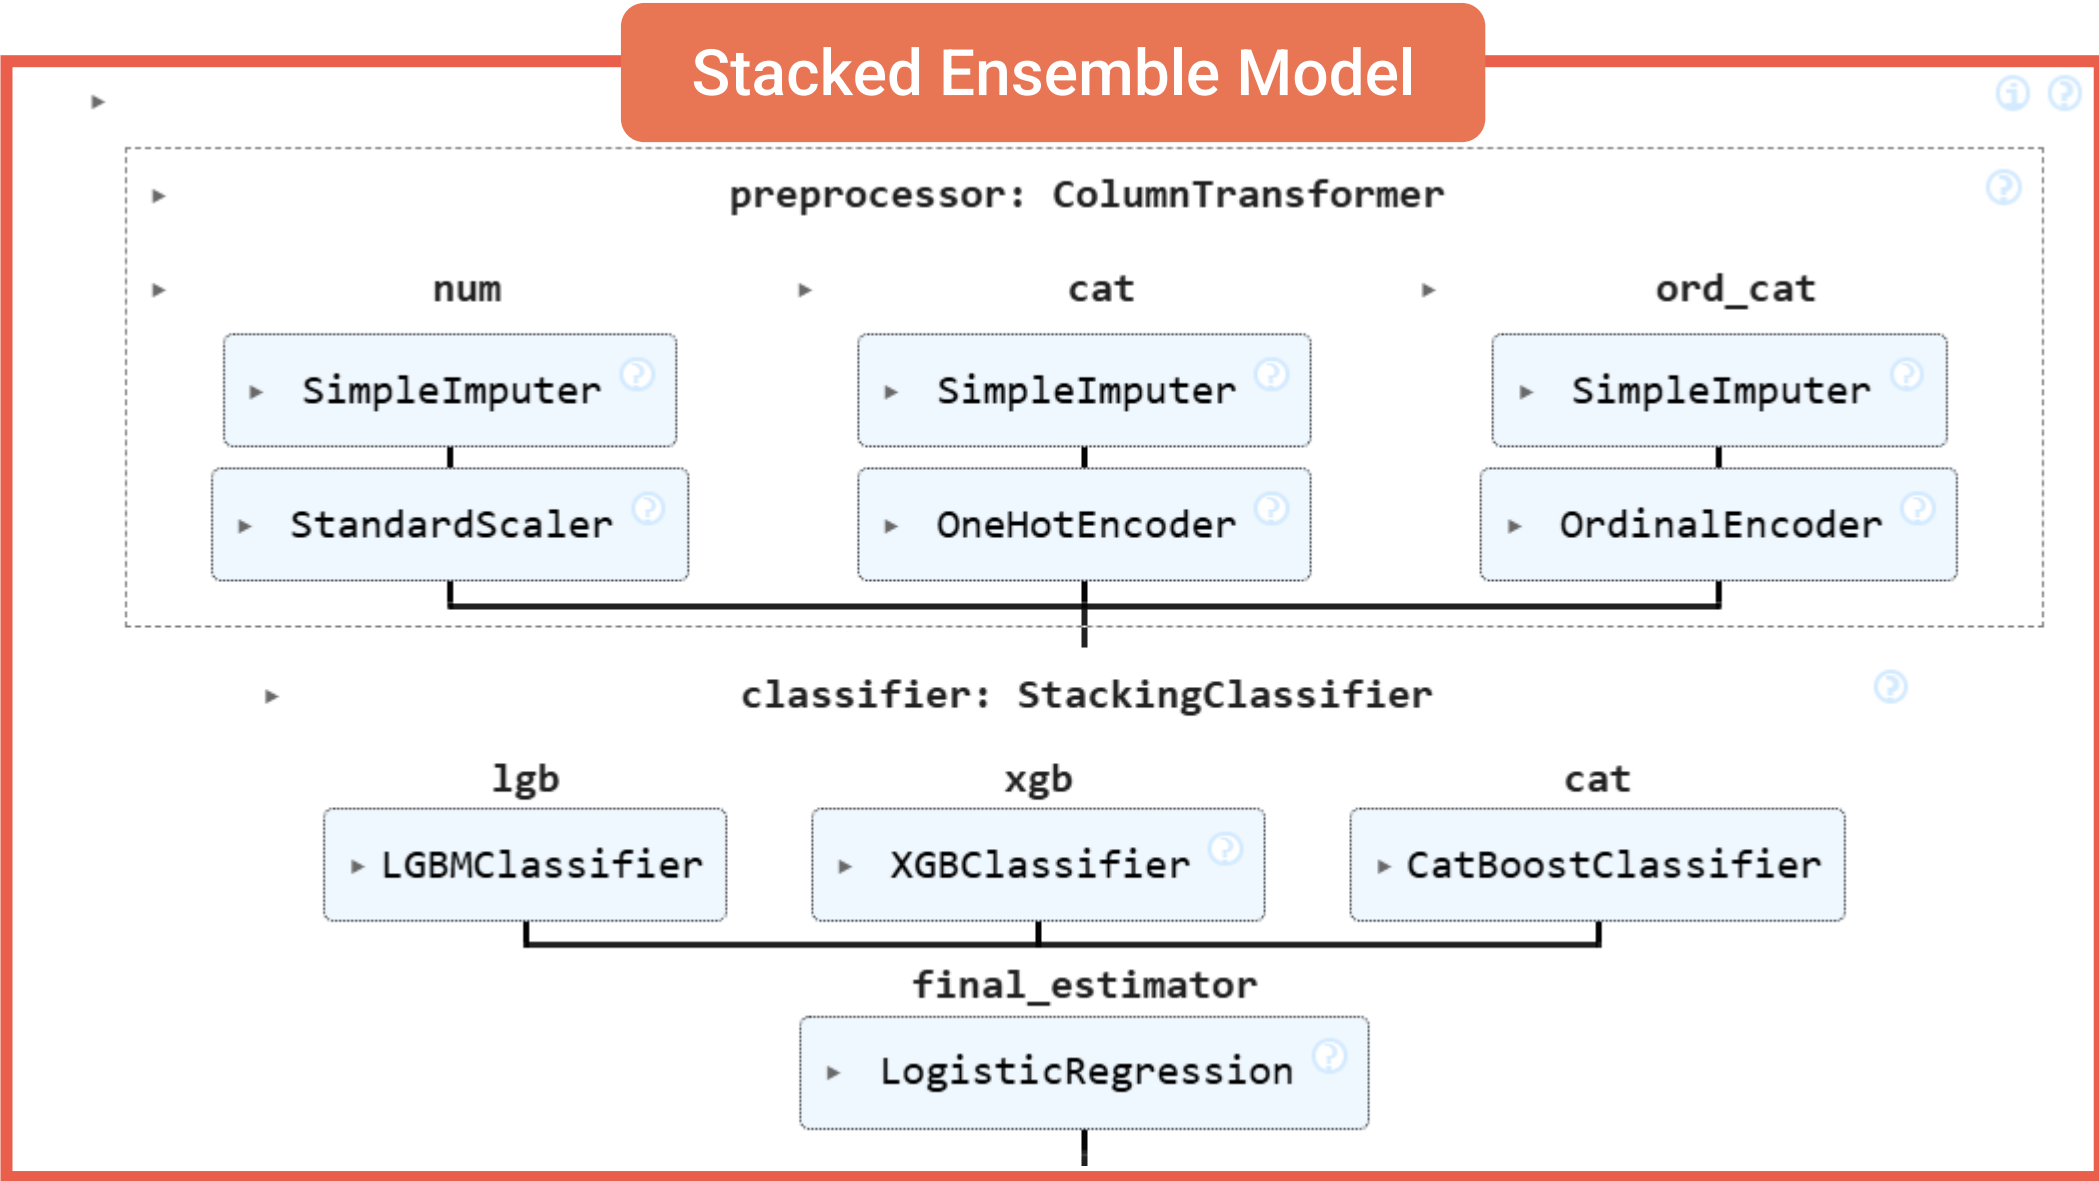 Stacked Ensemble Model
preprocessor: ColumnTransformer
num cat ord_cat
SimpleImputer SimpleImputer SimpleImputer
StandardScaler OneHotEncoder OrdinalEncoder
classifier: StackingClassifier
lgb xgb cat
LGBMClassifier XGBClassifier CatBoostClassifier
final_estimator
LogisticRegression